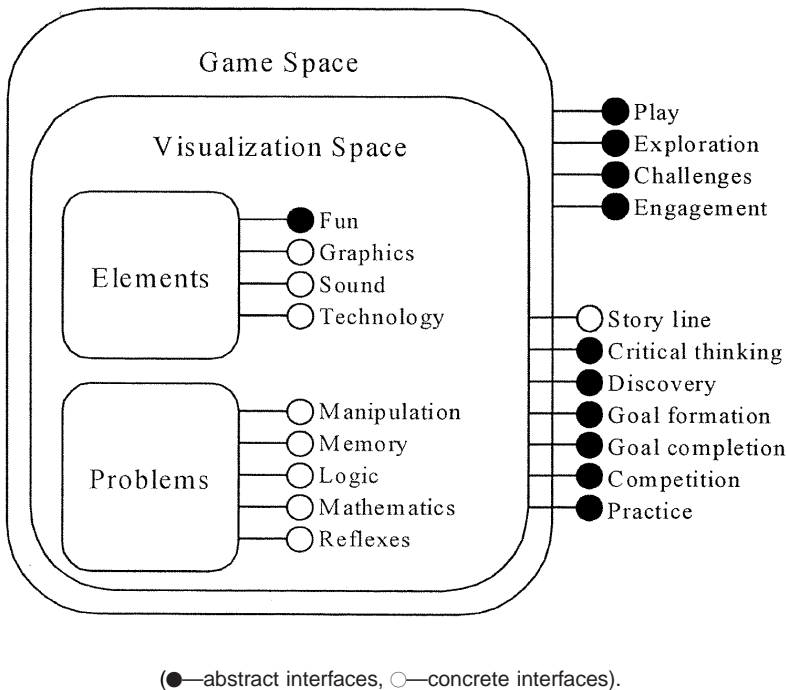 Game Space
Play
Exploration
Challenges
Engagement
Visualization Space
Elements
Fun
Graphics
Sound
Technology
Story line
Critical thinking
Discovery
Goal formation
Goal completion
Competition
Practice
Problems
Manipulation
Memory
Logic
Mathematics
Reflexes
(●—abstract interfaces, ○—concrete interfaces).